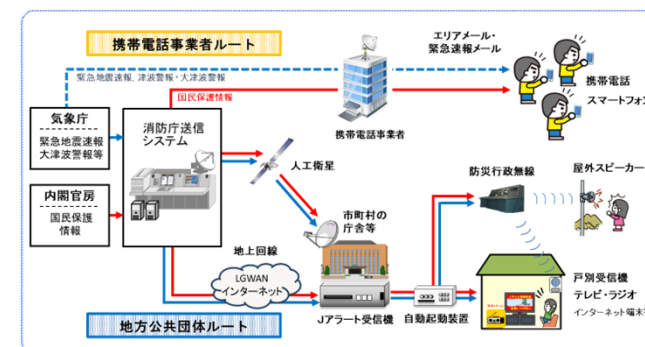 携帯電話事業者ルート
エリアメール・
緊急速報メール
緊急地震速報、津波警報・大津波警報
国民保護情報
携帯電話
スマートフォン
気象庁
緊急地震速報
大津波警報等
消防庁送信
システム
携帯電話事業者
人工衛星
内閣官房
国民保護
情報
防災行政無線
屋外スピーカー
市町村の
庁舎等
地上回線
LGWAN
インターネット
Jアラート受信機
自動起動装置
戸別受信機
テレビ・ラジオ
インターネット端末
地方公共団体ルート